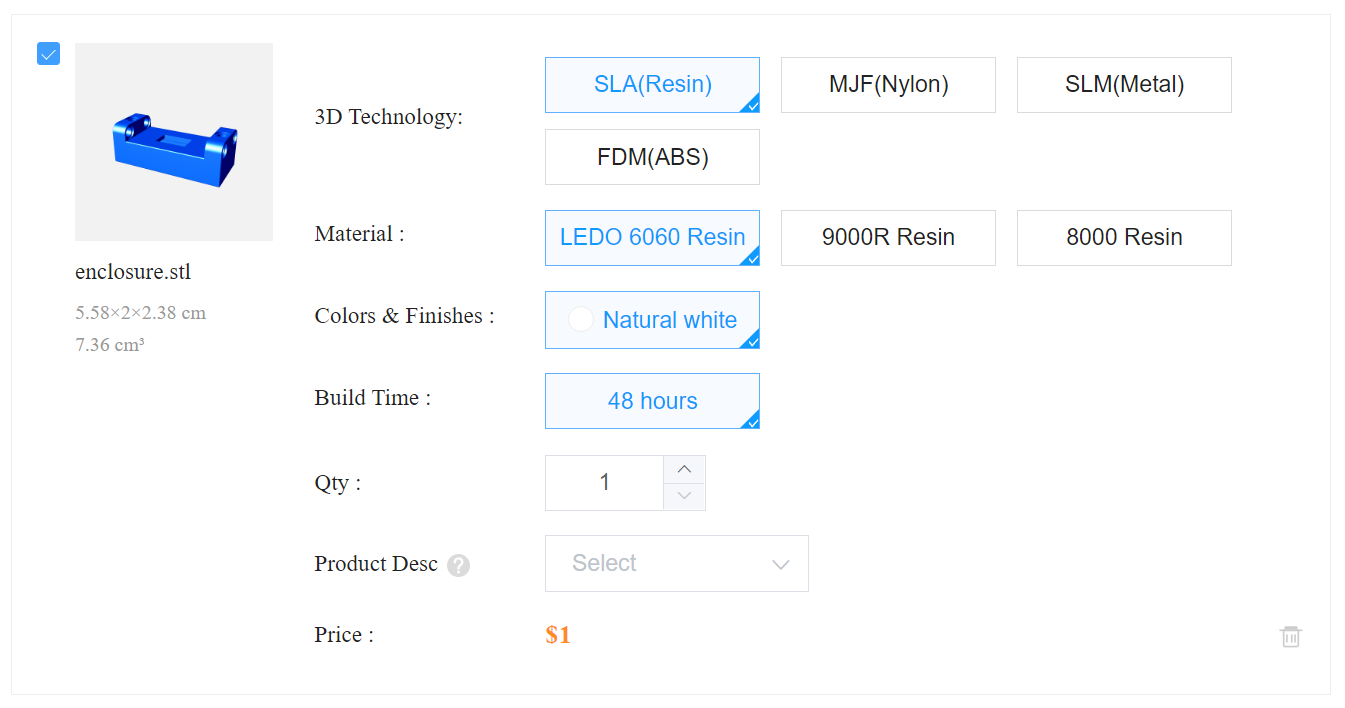 3D Technology:
SLA(Resin)
MJF(Nylon)
SLM(Metal)
FDM(ABS)
enclosure.stl
5.58×2×2.38 cm
7.36 cm³
Material :
LEDO 6060 Resin
9000R Resin
8000 Resin
Colors & Finishes :
Natural white
Build Time :
48 hours
Qty :
1
Product Desc ?
Select
Price :
$1